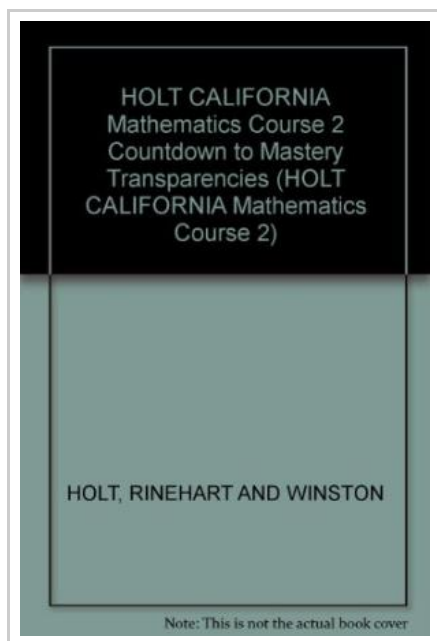 HOLT CALIFORNIA
Mathematics Course 2
Countdown to Mastery
Transparencies (HOLT
CALIFORNIA Mathematics
Course 2)
HOLT, RINEHART AND WINSTON
Note: This is not the actual book cover